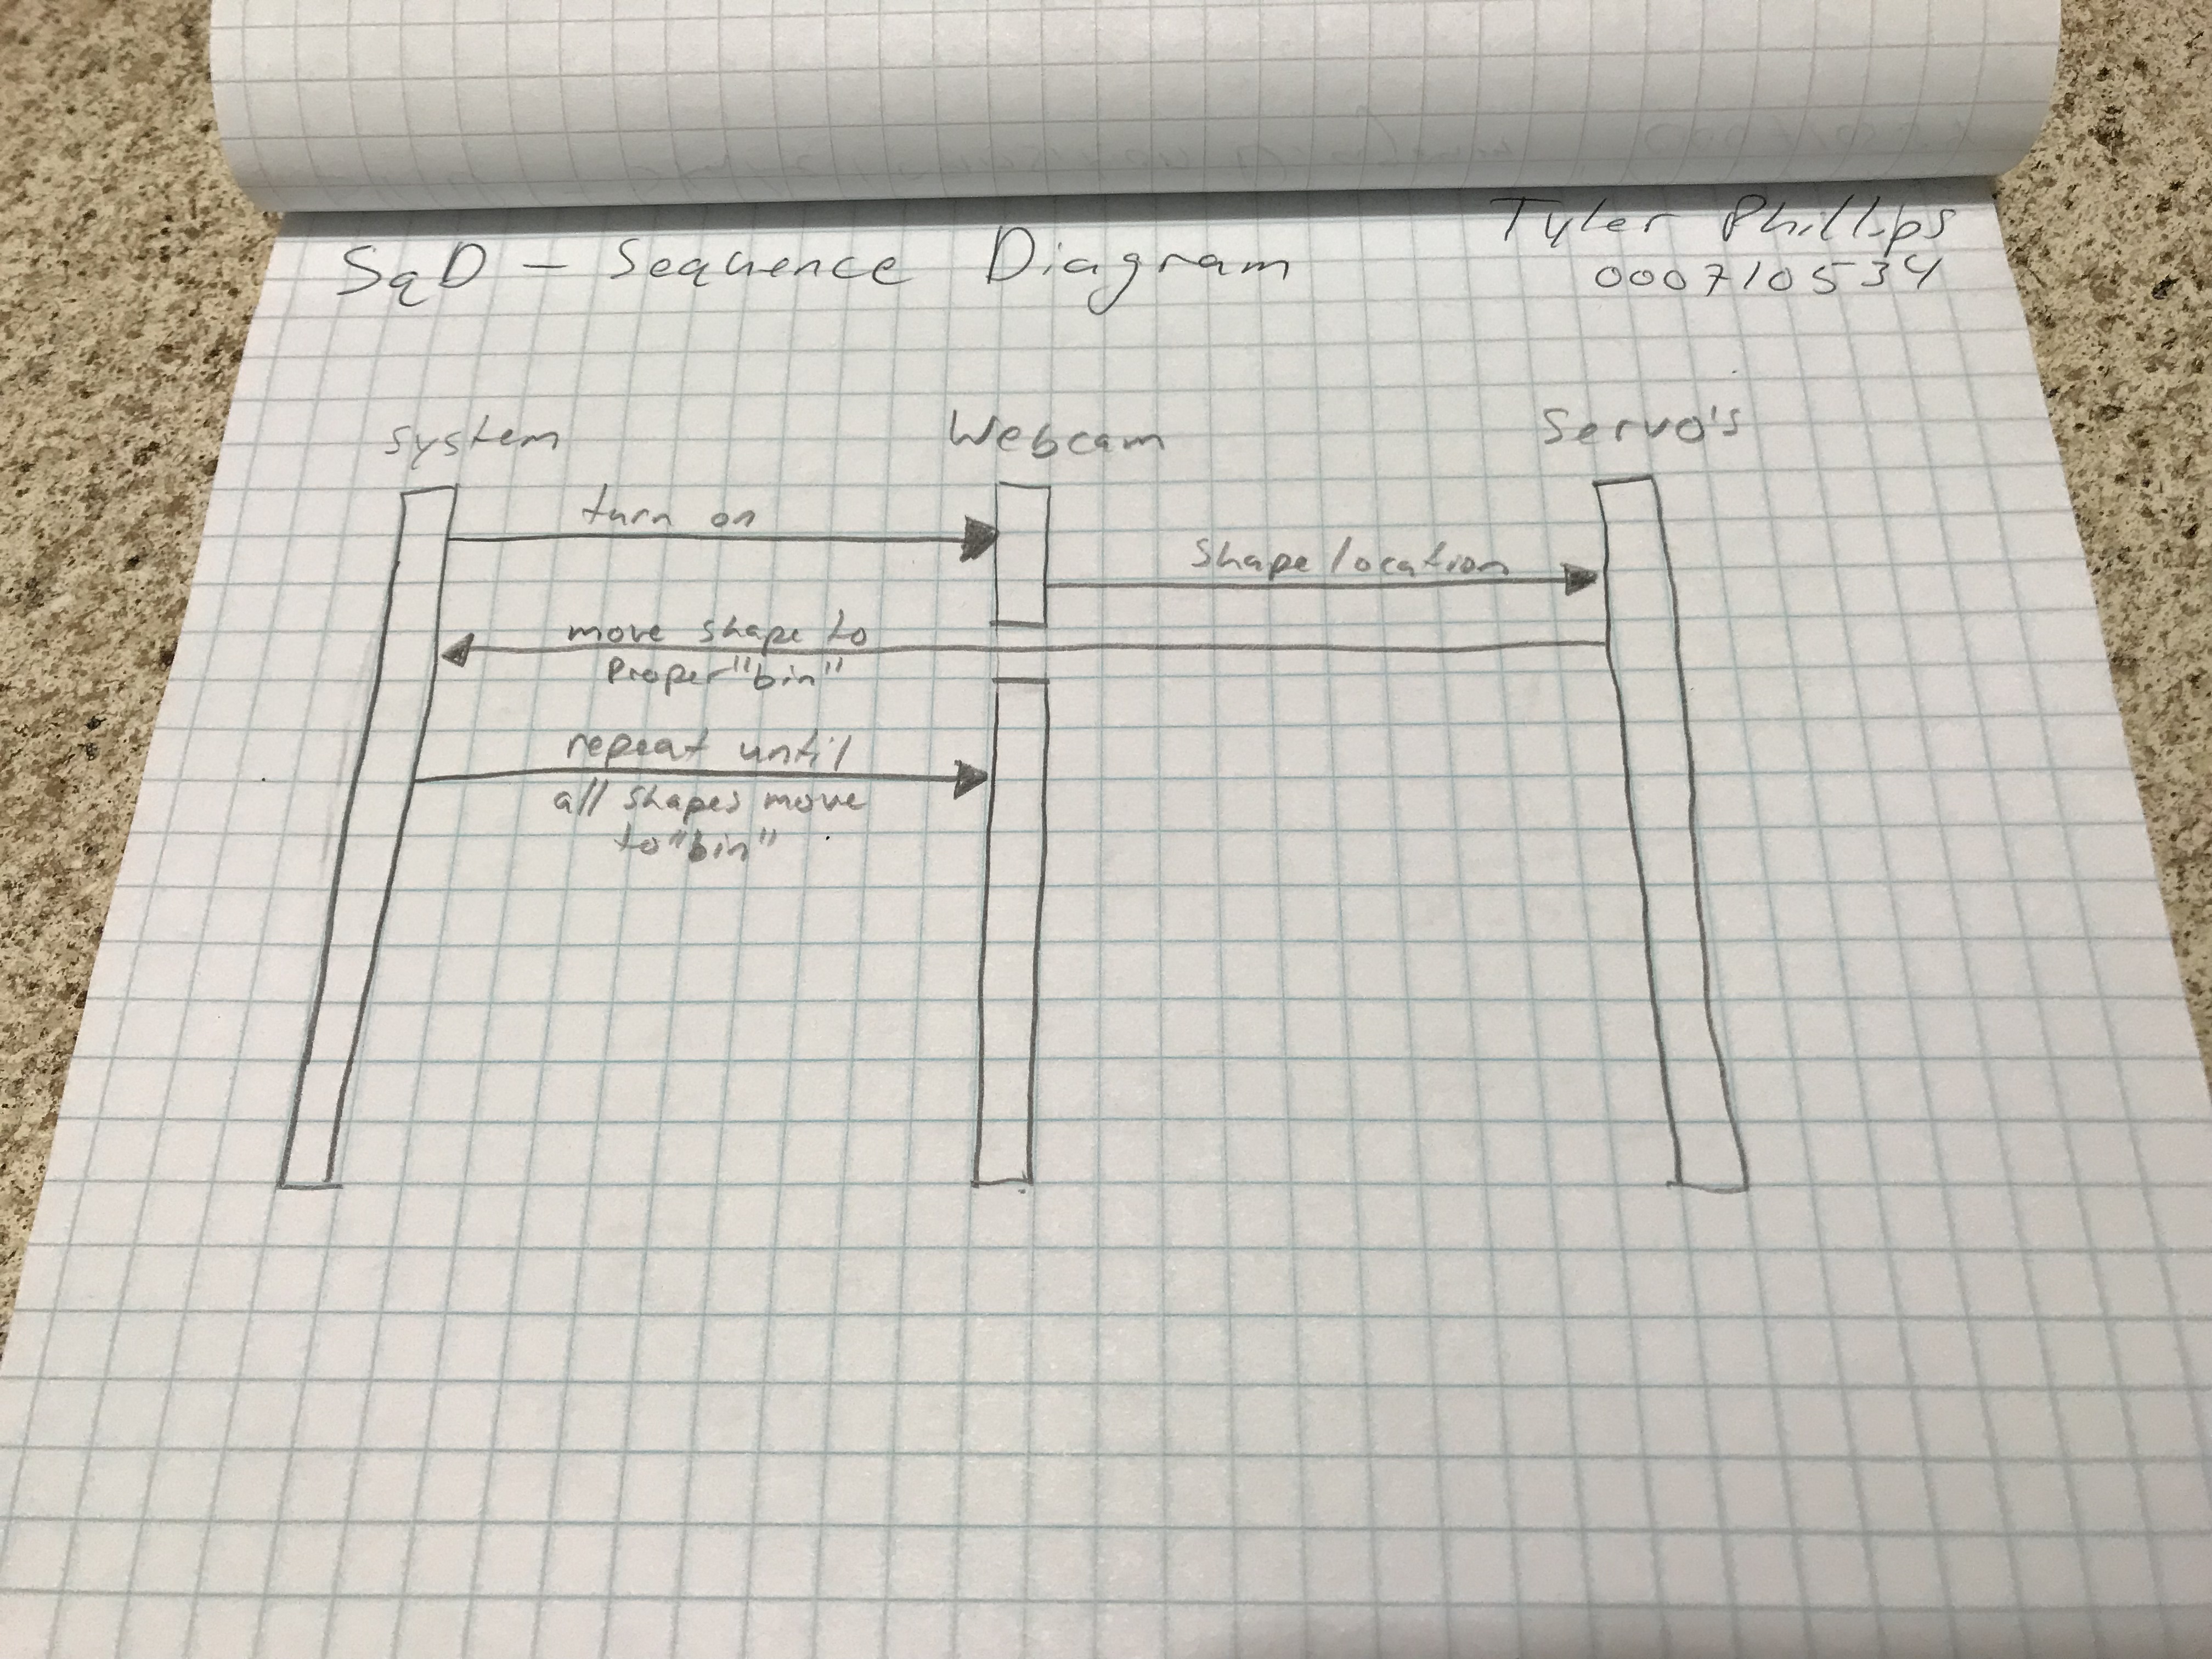 Tyler Phillips
000710534
SqD - Sequence Diagram
System
Webcam
Servo's
turn on
shape location
move shape to
proper "bin"
repeat until
all shapes move
to "bin"